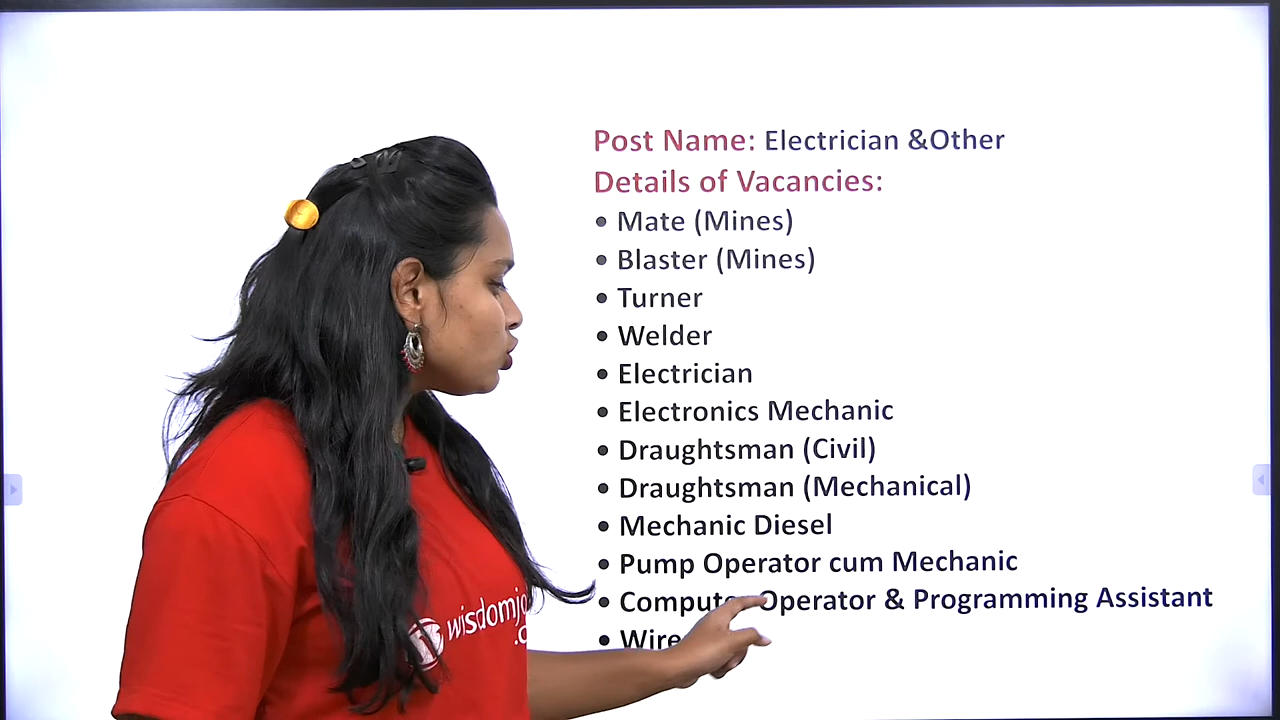 Post Name: Electrician &Other
Details of Vacancies:
• Mate (Mines)
• Blaster (Mines)
• Turner
• Welder
• Electrician
• Electronics Mechanic
• Draughtsman (Civil)
• Draughtsman (Mechanical)
• Mechanic Diesel
• Pump Operator cum Mechanic
• Computer Operator & Programming Assistant